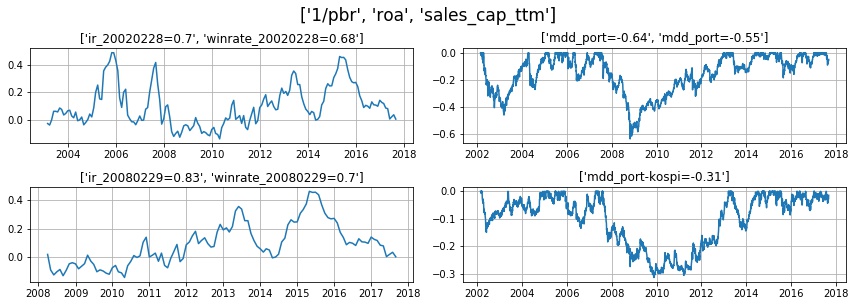 ['1/pbr', 'roa', 'sales_cap_ttm']
['ir_20020228=0.7', 'winrate_20020228=0.68']
0.4
0.2
0.0
2004 2006 2008 2010 2012 2014 2016 2018
['mdd_port=-0.64', 'mdd_port=-0.55']
0.0
−0.2
−0.4
−0.6
2002 2004 2006 2008 2010 2012 2014 2016 2018
['ir_20080229=0.83', 'winrate_20080229=0.7']
0.4
0.2
0.0
2008 2009 2010 2011 2012 2013 2014 2015 2016 2017 2018
['mdd_port-kospi=-0.31']
0.0
−0.1
−0.2
−0.3
2002 2004 2006 2008 2010 2012 2014 2016 2018